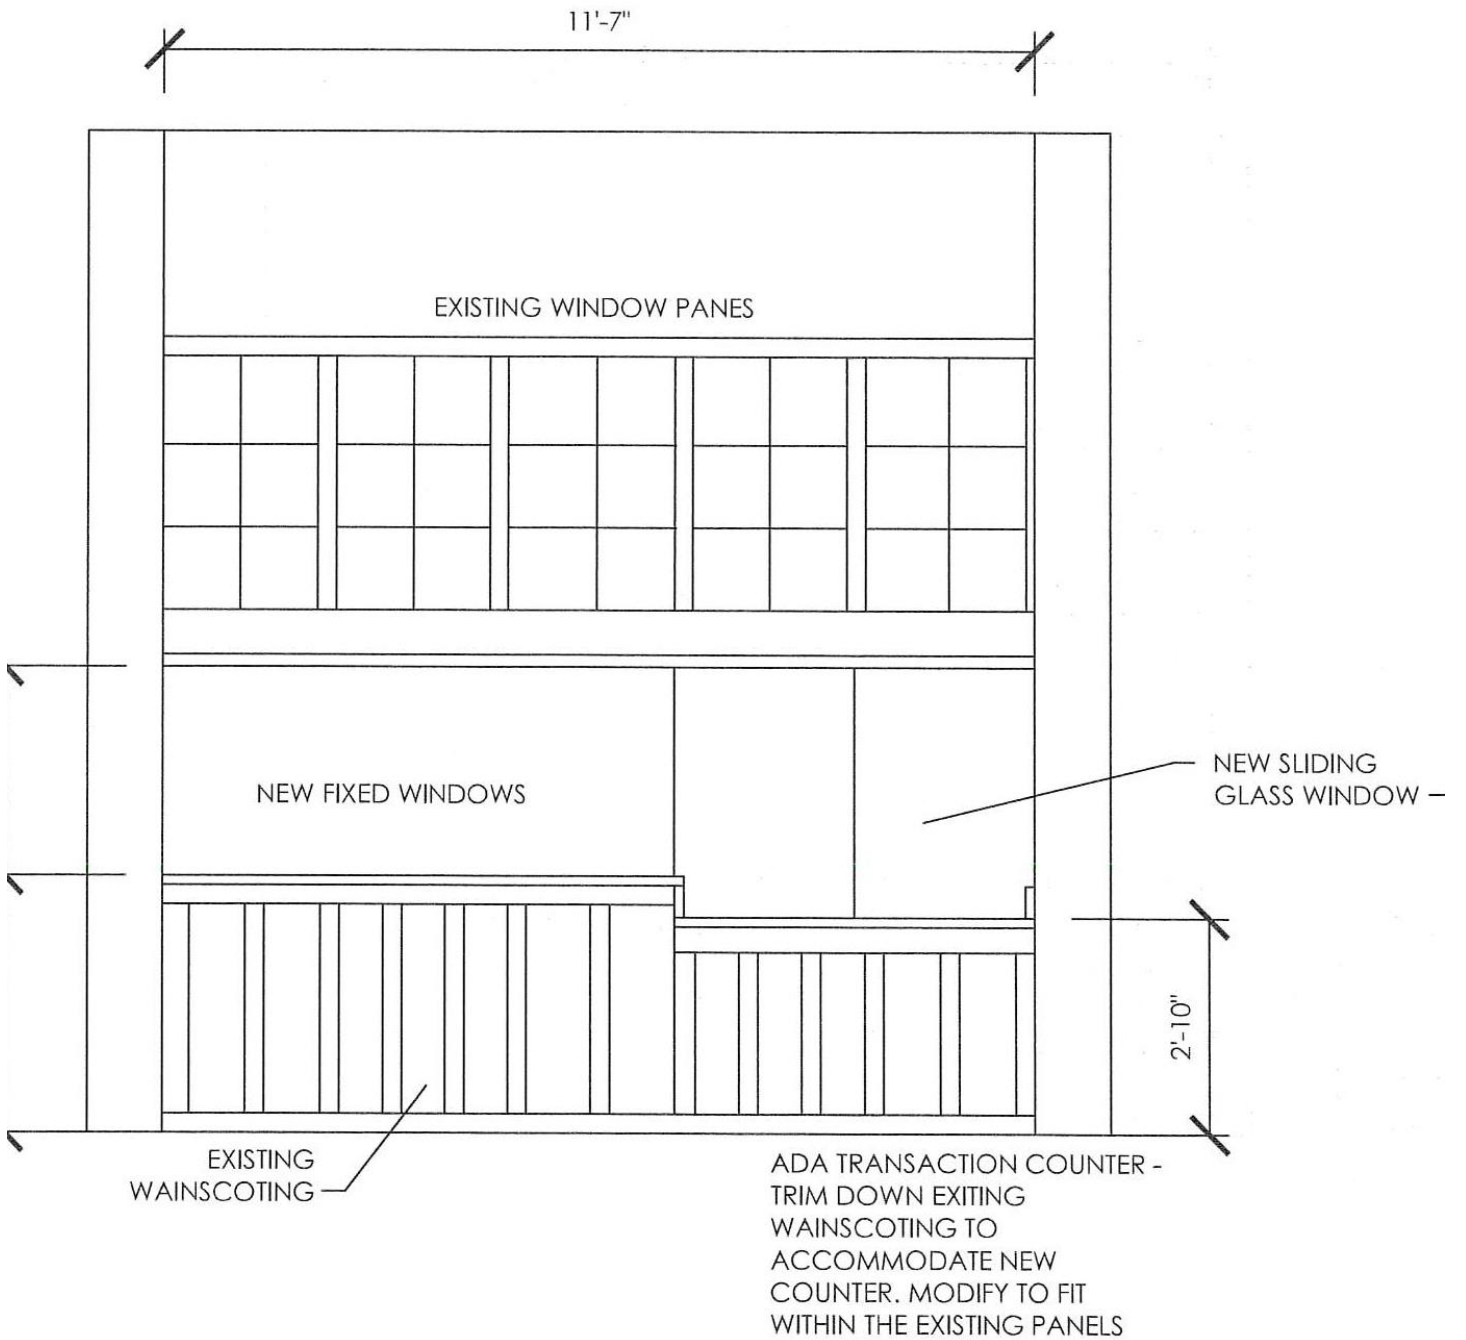 11'-7"
EXISTING WINDOW PANES
NEW FIXED WINDOWS
NEW SLIDING
GLASS WINDOW –
2'-10"
EXISTING
WAINSCOTING
ADA TRANSACTION COUNTER -
TRIM DOWN EXITING
WAINSCOTING TO
ACCOMMODATE NEW
COUNTER. MODIFY TO FIT
WITHIN THE EXISTING PANELS